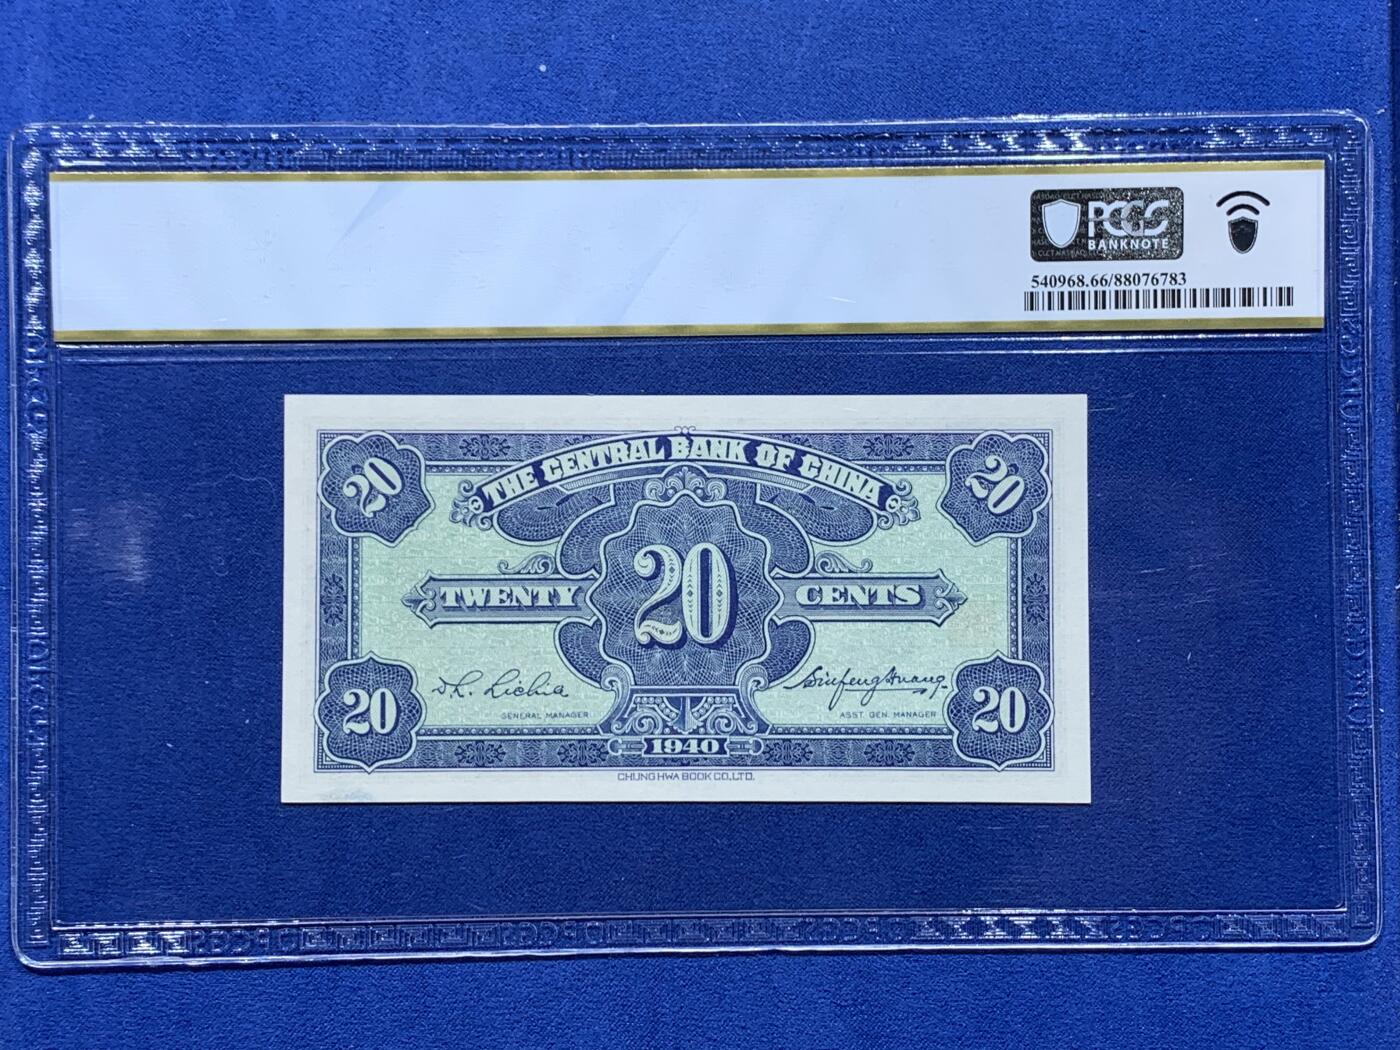 PCGS
BANKNOTE
540968.66/88076783
THE CENTRAL BANK OF CHINA
20
20
TWENTY
20
CENTS
GENERAL MANAGER
ASST. GEN. MANAGER
20
20
1940
CHUNG HWA BOOK CO., LTD.